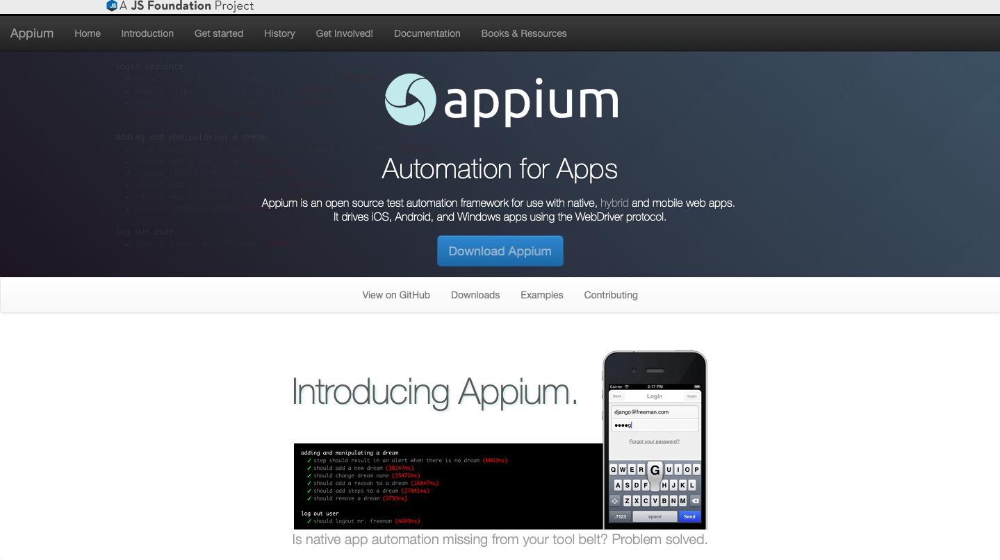 JS A JS Foundation Project
Appium Home Introduction Get started History Get Involved! Documentation Books & Resources
login sequence
adding and manipulating a dream
log out user
appium
Automation for Apps
Appium is an open source test automation framework for use with native, hybrid and mobile web apps.
It drives iOS, Android, and Windows apps using the WebDriver protocol.
Download Appium
View on GitHub Downloads Examples Contributing
Introducing Appium.
adding and manipulating a dream
✓ step should result in an alert when there is no dream (6663ms)
✓ should add a new dream (30247ms)
✓ should change dream name (15472ms)
✓ should add a reason to a dream (16847ms)
✓ should add steps to a dream (27841ms)
✓ should remove a dream (9793ms)
log out user
✓ should logout mr. freeman (4693ms)
Carrier 3:17 PM
Back Login Login
django@freeman.com
●●●●g
Forgot your password?
Q W E R G U I O P
A S D F H J K L
Z X C V B N M
.?123 space Send
Is native app automation missing from your tool belt? Problem solved.